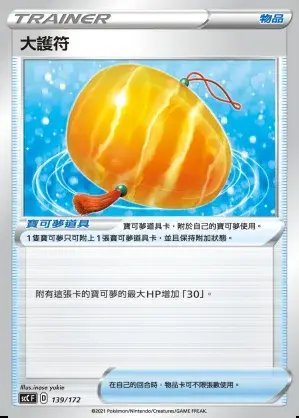 TRAINER
物品
大護符
寶可夢道具
寶可夢道具卡，附於自己的寶可夢使用。
1隻寶可夢只可附上1張寶可夢道具卡，並且保持附加狀態。
附有這張卡的寶可夢的最大HP增加「30」。
Illus.inose yukie
SCC F D 139/172
在自己的回合時，物品卡可不限張數使用。
©2021 Pokémon/Nintendo/Creatures/GAME FREAK.